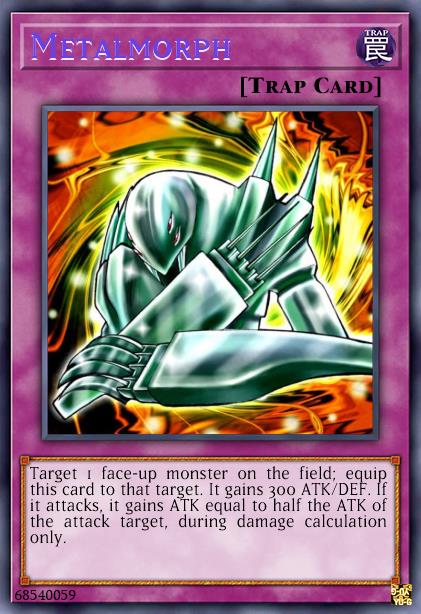 METALMORPH
TRAP
罠
[TRAP CARD]
Target 1 face-up monster on the field; equip
this card to that target. It gains 300 ATK/DEF. If
it attacks, it gains ATK equal to half the ATK of
the attack target, during damage calculation
only.
68540059